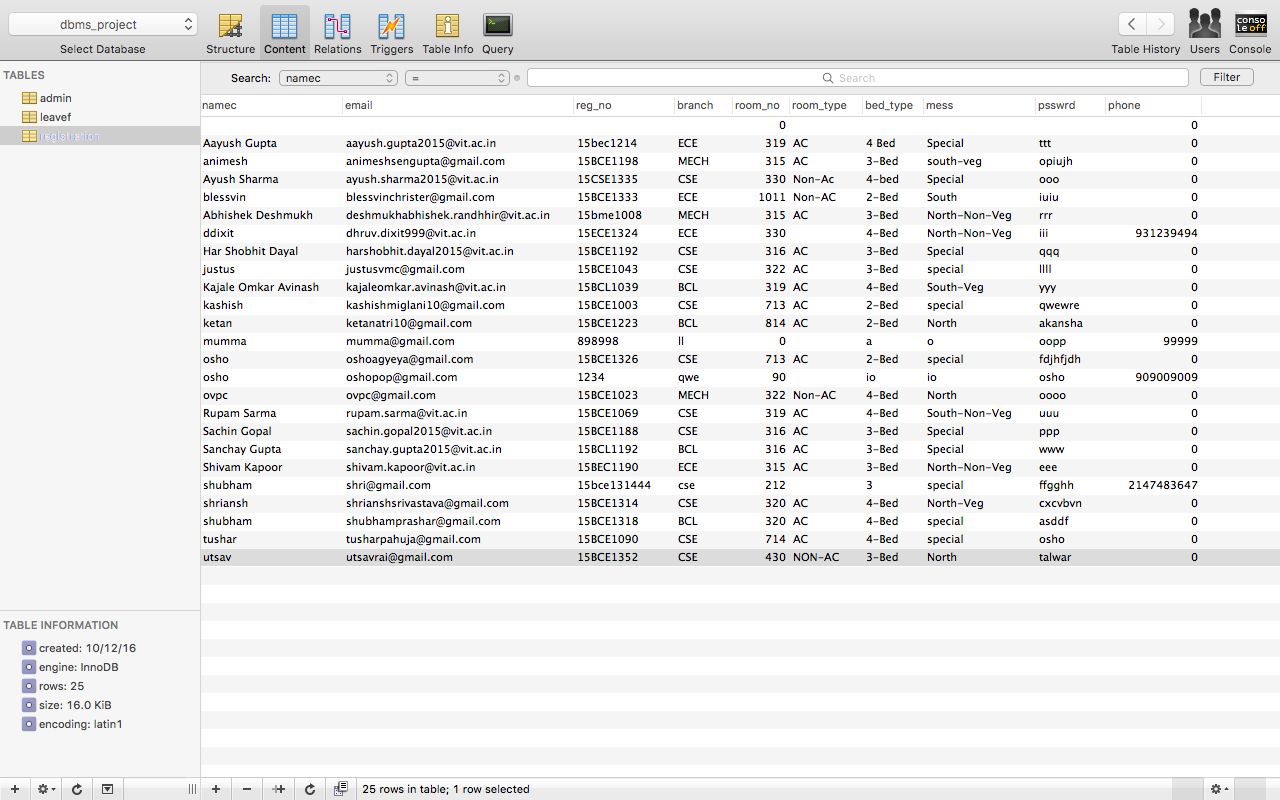 dbms_project
Select Database
Structure Content Relations Triggers Table Info Query
console off
Table History Users Console
TABLES
admin
leavef
registration
Search: namec = Search Filter
namec email reg_no branch room_no room_type bed_type mess psswrd phone
0 0
Aayush Gupta aayush.gupta2015@vit.ac.in 15bec1214 ECE 319 AC 4 Bed Special ttt 0
animesh animeshsengupta@gmail.com 15BCE1198 MECH 315 AC 3-Bed south-veg opiujh 0
Ayush Sharma ayush.sharma2015@vit.ac.in 15CSE1335 CSE 330 Non-Ac 4-bed Special ooo 0
blessvin blessvinchrister@gmail.com 15BCE1333 ECE 1011 Non-AC 2-Bed South iuiu 0
Abhishek Deshmukh deshmukhabhishek.randhhir@vit.ac.in 15bme1008 MECH 315 AC 3-Bed North-Non-Veg rrr 0
ddixit dhruv.dixit999@vit.ac.in 15ECE1324 ECE 330 4-Bed North-Non-Veg iii 931239494
Har Shobhit Dayal harshobhit.dayal2015@vit.ac.in 15BCE1192 CSE 316 AC 3-Bed Special qqq 0
justus justusvmc@gmail.com 15BCE1043 CSE 322 AC 3-Bed special llll 0
Kajale Omkar Avinash kajaleomkar.avinash@vit.ac.in 15BCL1039 BCL 319 AC 4-Bed South-Veg yyy 0
kashish kashishmiglani10@gmail.com 15BCE1003 CSE 713 AC 2-Bed special qwewre 0
ketan ketanatri10@gmail.com 15BCE1223 BCL 814 AC 2-Bed North akansha 0
mumma mumma@gmail.com 898998 ll 0 a o oopp 99999
osho oshoagyeya@gmail.com 15BCE1326 CSE 713 AC 2-Bed special fdjhfjdh 0
osho oshopop@gmail.com 1234 qwe 90 io io osho 909009009
ovpc ovpc@gmail.com 15BCE1023 MECH 322 Non-AC 4-Bed North oooo 0
Rupam Sarma rupam.sarma@vit.ac.in 15BCE1069 CSE 319 AC 4-Bed South-Non-Veg uuu 0
Sachin Gopal sachin.gopal2015@vit.ac.in 15BCE1188 CSE 316 AC 3-Bed Special ppp 0
Sanchay Gupta sanchay.gupta2015@vit.ac.in 15BCL1192 BCL 316 AC 3-Bed Special www 0
Shivam Kapoor shivam.kapoor@vit.ac.in 15BEC1190 ECE 315 AC 3-Bed North-Non-Veg eee 0
shubham shri@gmail.com 15bce131444 cse 212 3 special ffgghh 2147483647
shriansh shrianshsrivastava@gmail.com 15BCE1314 CSE 320 AC 4-Bed North-Veg cxcvbvn 0
shubham shubhamprashar@gmail.com 15BCE1318 BCL 320 AC 4-Bed special asddf 0
tushar tusharpahuja@gmail.com 15BCE1090 CSE 714 AC 4-Bed special osho 0
utsav utsavrai@gmail.com 15BCE1352 CSE 430 NON-AC 3-Bed North talwar 0
TABLE INFORMATION
created: 10/12/16
engine: InnoDB
rows: 25
size: 16.0 KiB
encoding: latin1
25 rows in table; 1 row selected